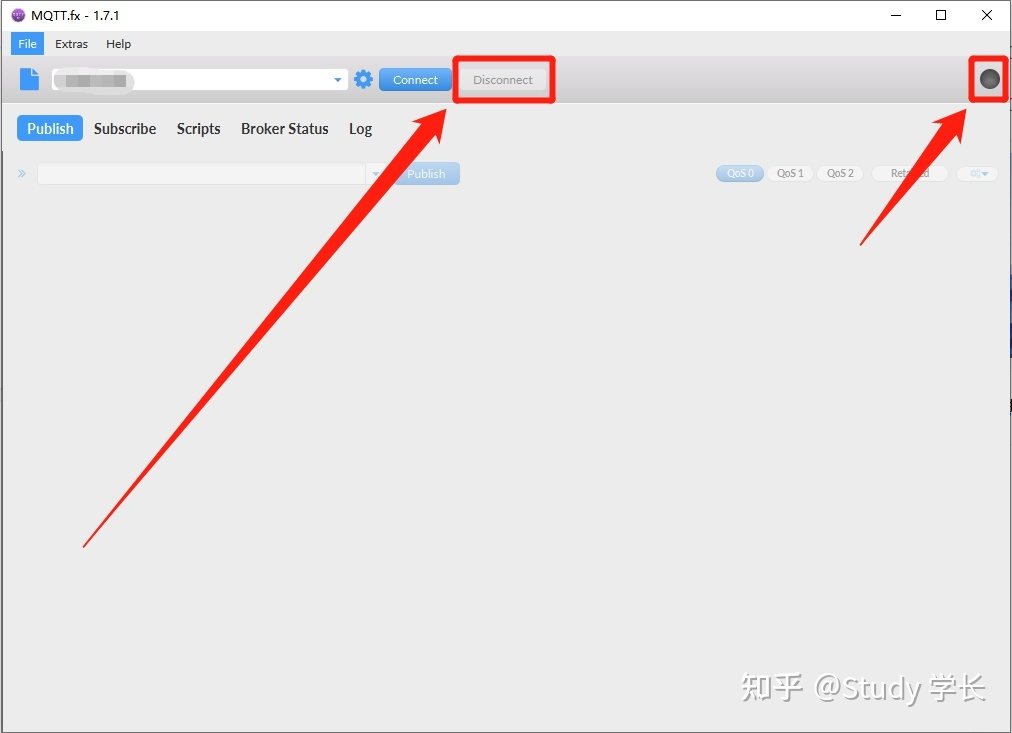 MQTT.fx - 1.7.1
File Extras Help
Connect Disconnect
Publish Subscribe Scripts Broker Status Log
Publish QoS 0 QoS 1 QoS 2 Retained
知乎 @Study 学长